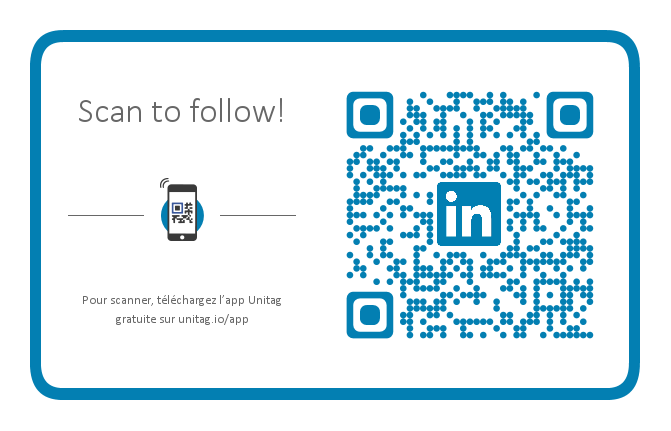 Scan to follow!
Pour scanner, téléchargez l'app Unitag
gratuite sur unitag.io/app
in